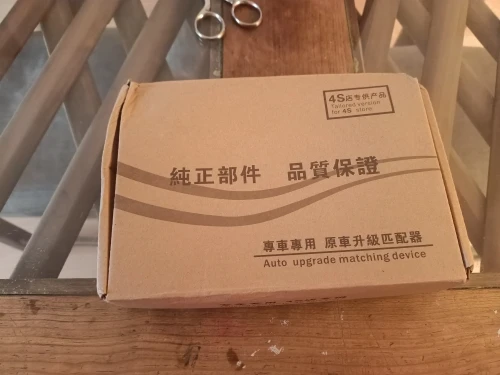 4S店专供产品
Tailored version
for 4S store
純正部件 品質保證
專車專用 原車升級匹配器
Auto upgrade matching device